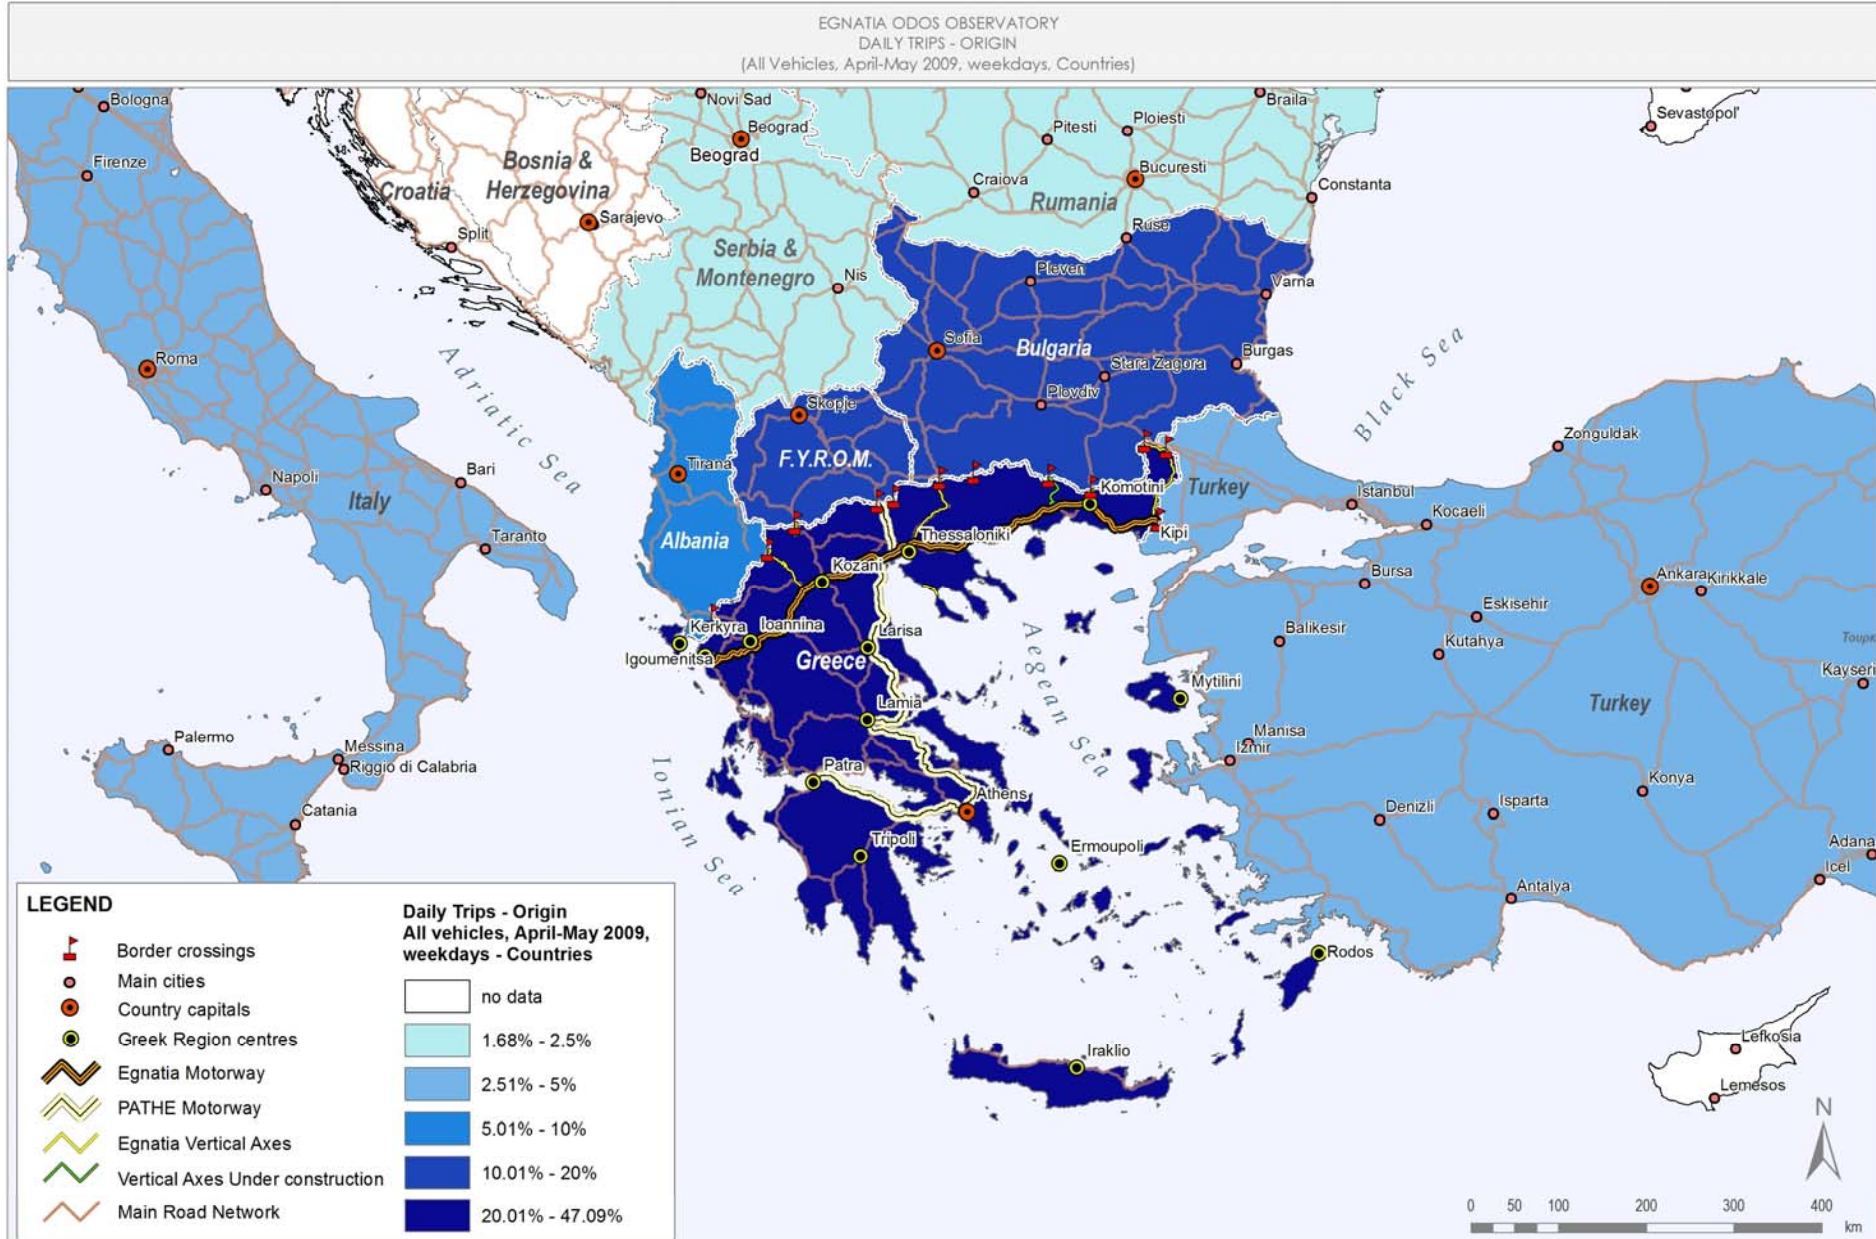 EGNATIA ODOS OBSERVATORY
DAILY TRIPS - ORIGIN
(All Vehicles, April-May 2009, weekdays, Countries)
Bologna
Novi Sad
Braila
Sevastopol'
Firenze
Beograd
Beograd
Pitesti
Ploiesti
Bosnia &
Herzegovina
Croatia
Craiova
Bucuresti
Constanta
Rumania
Sarajevo
Split
Ruse
Serbia &
Montenegro
Nis
Pleven
Varna
Adriatic Sea
Roma
Sofia
Bulgaria
Stara Zagora
Burgas
Plovdiv
Black Sea
Skopje
Zonguldak
Tirana
F.Y.R.O.M.
Napoli
Bari
Italy
Turkey
Komotini
Istanbul
Kocaeli
Taranto
Albania
Thessaloniki
Kipi
Kozani
Bursa
Ankara
Kirikkale
Eskisehir
Kerkyra
Ioannina
Larisa
Balikesir
Kutahya
Igoumenitsa
Greece
Aegean Sea
Kayseri
Mytilini
Turkey
Lamia
Palermo
Messina
Riggio di Calabria
Manisa
Izmir
Ionian Sea
Patra
Konya
Athens
Catania
Denizli
Isparta
Tripoli
Ermoupoli
Adana
Icel
Antalya
Rodos
Iraklio
Lefkosia
Lemesos
LEGEND
Border crossings
Main cities
Country capitals
Greek Region centres
Egnatia Motorway
PATHE Motorway
Egnatia Vertical Axes
Vertical Axes Under construction
Main Road Network
Daily Trips - Origin
All vehicles, April-May 2009,
weekdays - Countries
no data
1.68% - 2.5%
2.51% - 5%
5.01% - 10%
10.01% - 20%
20.01% - 47.09%
N
0 50 100 200 300 400
km